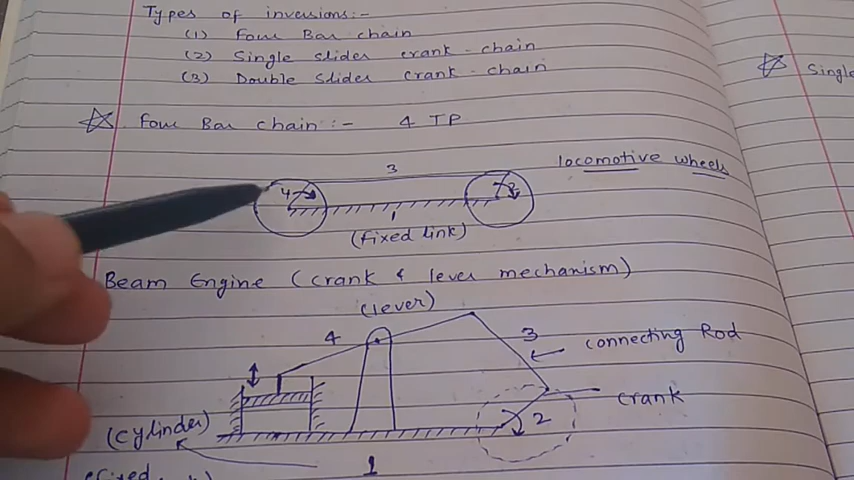 Types of inversions:-
(1) Four Bar chain
(2) Single slider crank-chain
(3) Double Slider crank-chain
Four Bar chain :- 4 TP
Single
3
locomotive wheels
4
2
1
(fixed link)
Beam Engine (crank & lever mechanism)
(lever)
4
3
connecting Rod
crank
(cylinder)
2
1